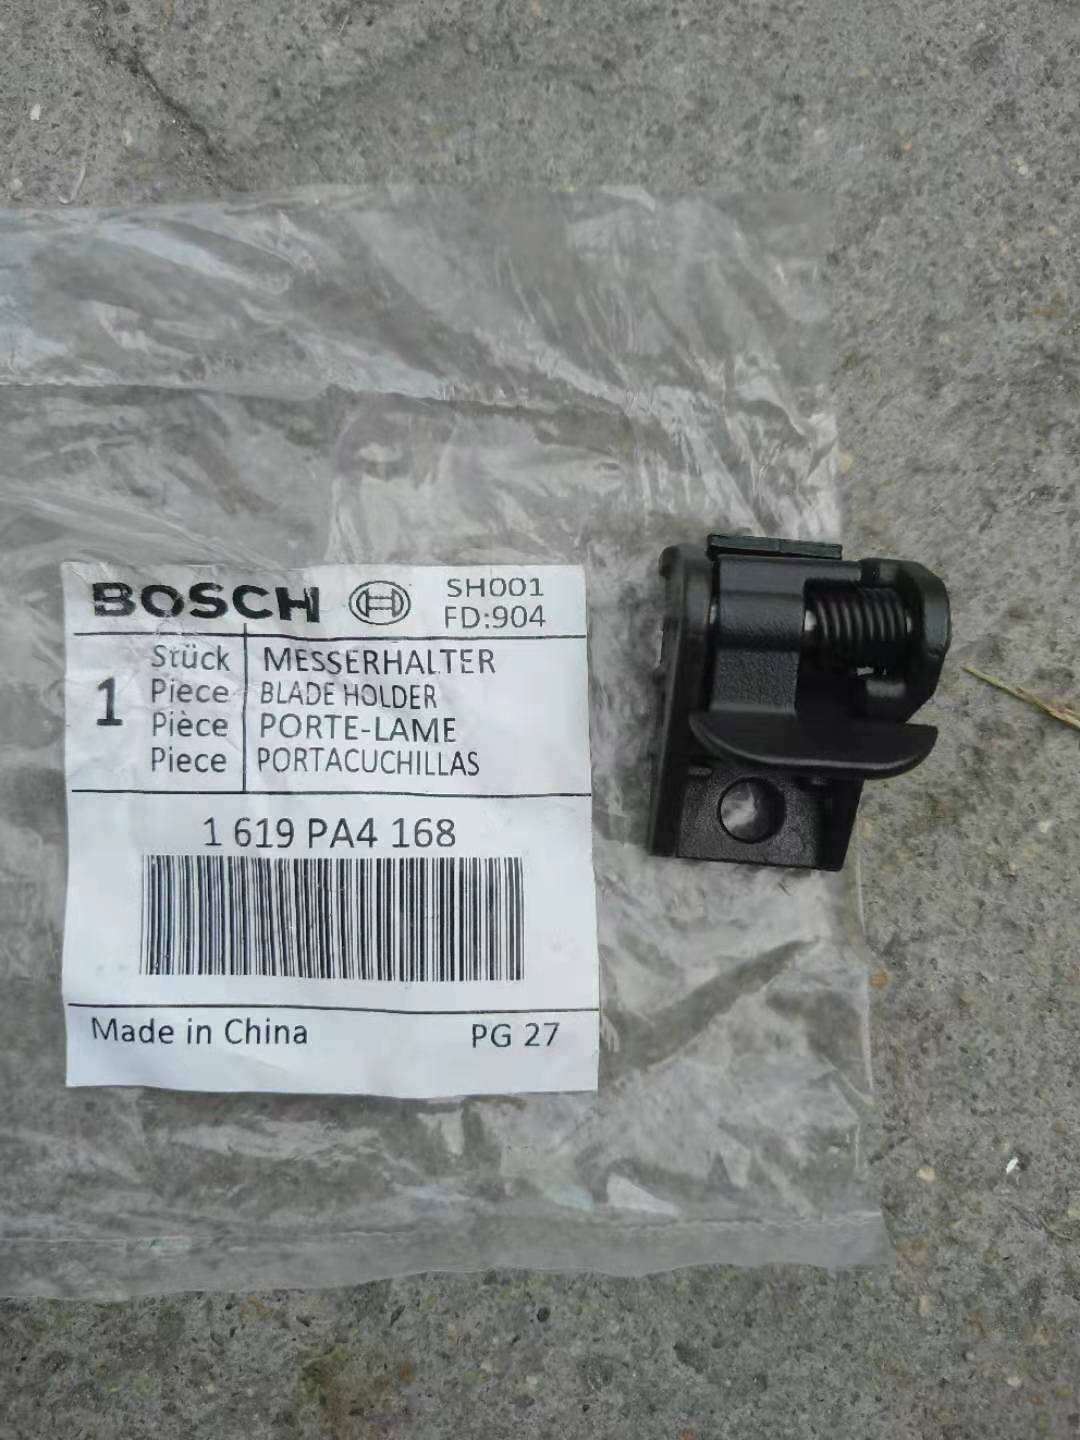 BOSCH SH001
FD:904
1 Stück MESSERHALTER
Piece BLADE HOLDER
Pièce PORTE-LAME
Piece PORTACUCHILLAS
1 619 PA4 168
Made in China PG 27